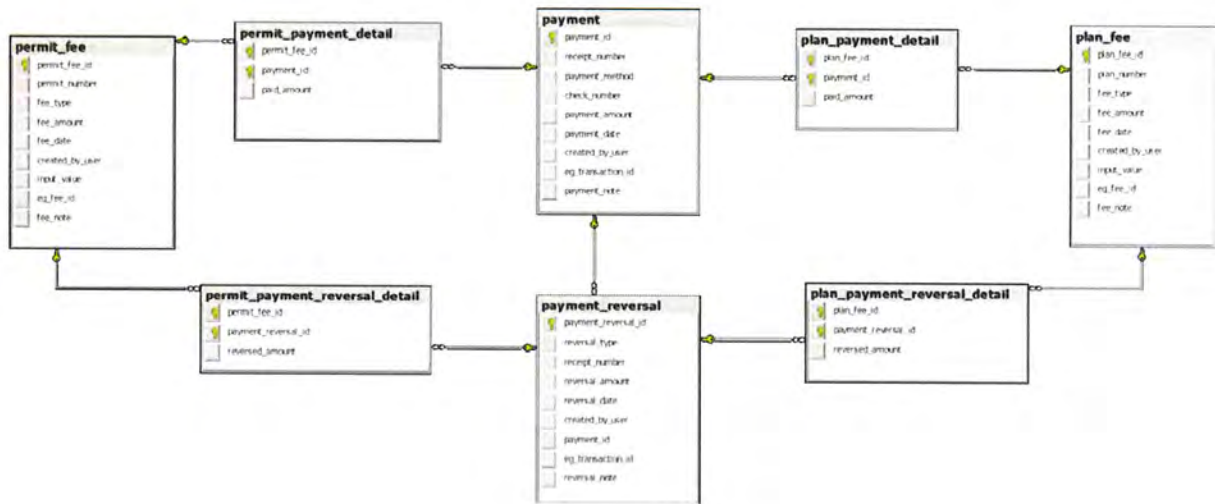 permit_fee
permit_fee_id
permit_number
fee_type
fee_amount
fee_date
created_by_user
input_value
eg_fee_id
fee_note
permit_payment_detail
permit_fee_id
payment_id
paid_amount
payment
payment_id
receipt_number
payment_method
check_number
payment_amount
payment_date
created_by_user
eg_transaction_id
payment_note
plan_payment_detail
plan_fee_id
payment_id
paid_amount
plan_fee
plan_fee_id
plan_number
fee_type
fee_amount
fee_date
created_by_user
input_value
eg_fee_id
fee_note
permit_payment_reversal_detail
permit_fee_id
payment_reversal_id
reversed_amount
payment_reversal
payment_reversal_id
reversal_type
receipt_number
reversal_amount
reversal_date
created_by_user
payment_id
eg_transaction_id
reversal_note
plan_payment_reversal_detail
plan_fee_id
payment_reversal_id
reversed_amount